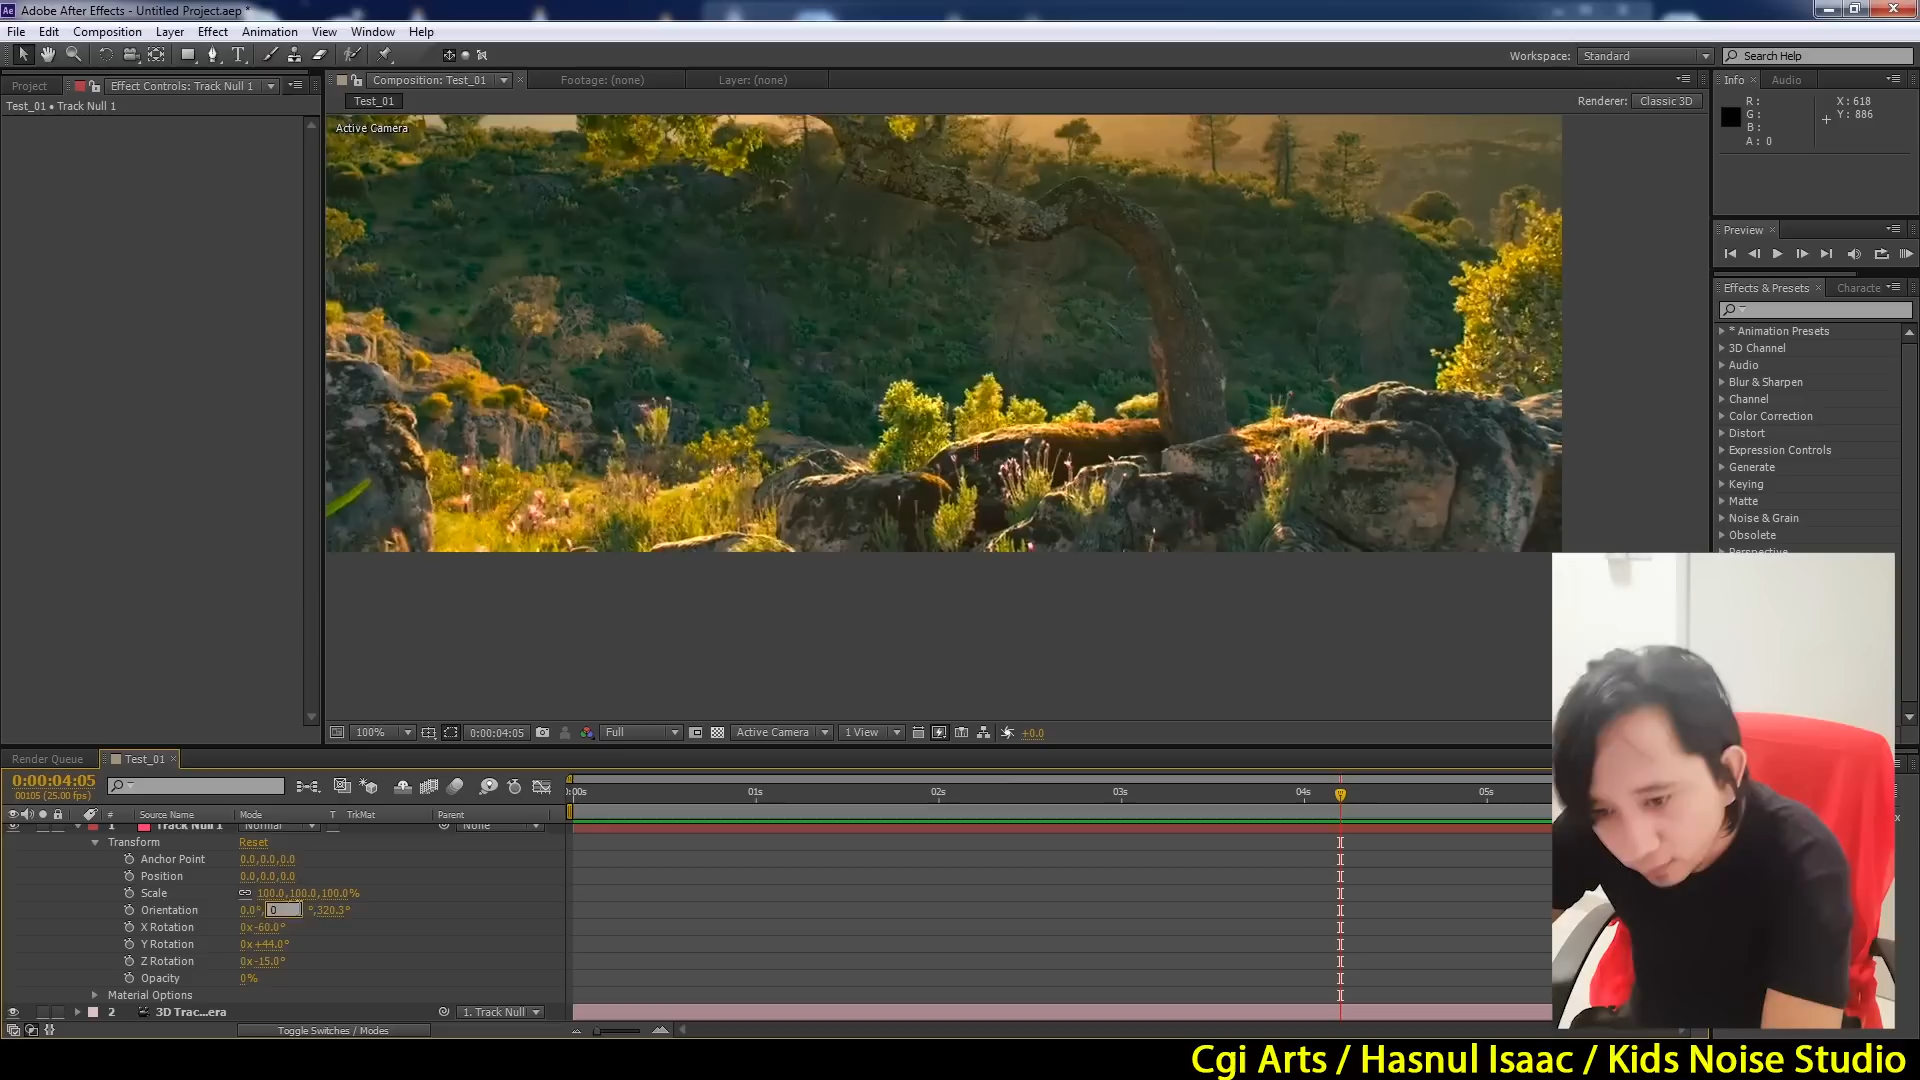 Adobe After Effects - Untitled Project.aep *
File Edit Composition Layer Effect Animation View Window Help
Workspace: Standard Search Help
Project Effect Controls: Track Null 1 Composition: Test_01 Footage: (none) Layer: (none) Info Audio
Test_01 • Track Null 1 Test_01 Renderer: Classic 3D
R: X: 618
G: Y: 886
B:
A: 0
Active Camera
Preview
Effects & Presets Characte
* Animation Presets
3D Channel
Audio
Blur & Sharpen
Channel
Color Correction
Distort
Expression Controls
Generate
Keying
Matte
Noise & Grain
Obsolete
Perspective
100% 0:00:04:05 Full Active Camera 1 View +0.0
Render Queue Test_01
0:00:04:05
00105 (25.00 fps)
:00s 01s 02s 03s 04s 05s
# Source Name Mode T TrkMat Parent
1 Track Null 1 Normal None
Transform Reset
Anchor Point 0.0,0.0,0.0
Position 0.0,0.0,0.0
Scale 100.0,100.0,100.0%
Orientation 0.0°, 0 °,320.3°
X Rotation 0x-60.0°
Y Rotation 0x+44.0°
Z Rotation 0x-15.0°
Opacity 0%
Material Options
2 3D Trac...era 1. Track Null
Toggle Switches / Modes
Cgi Arts / Hasnul Isaac / Kids Noise Studio